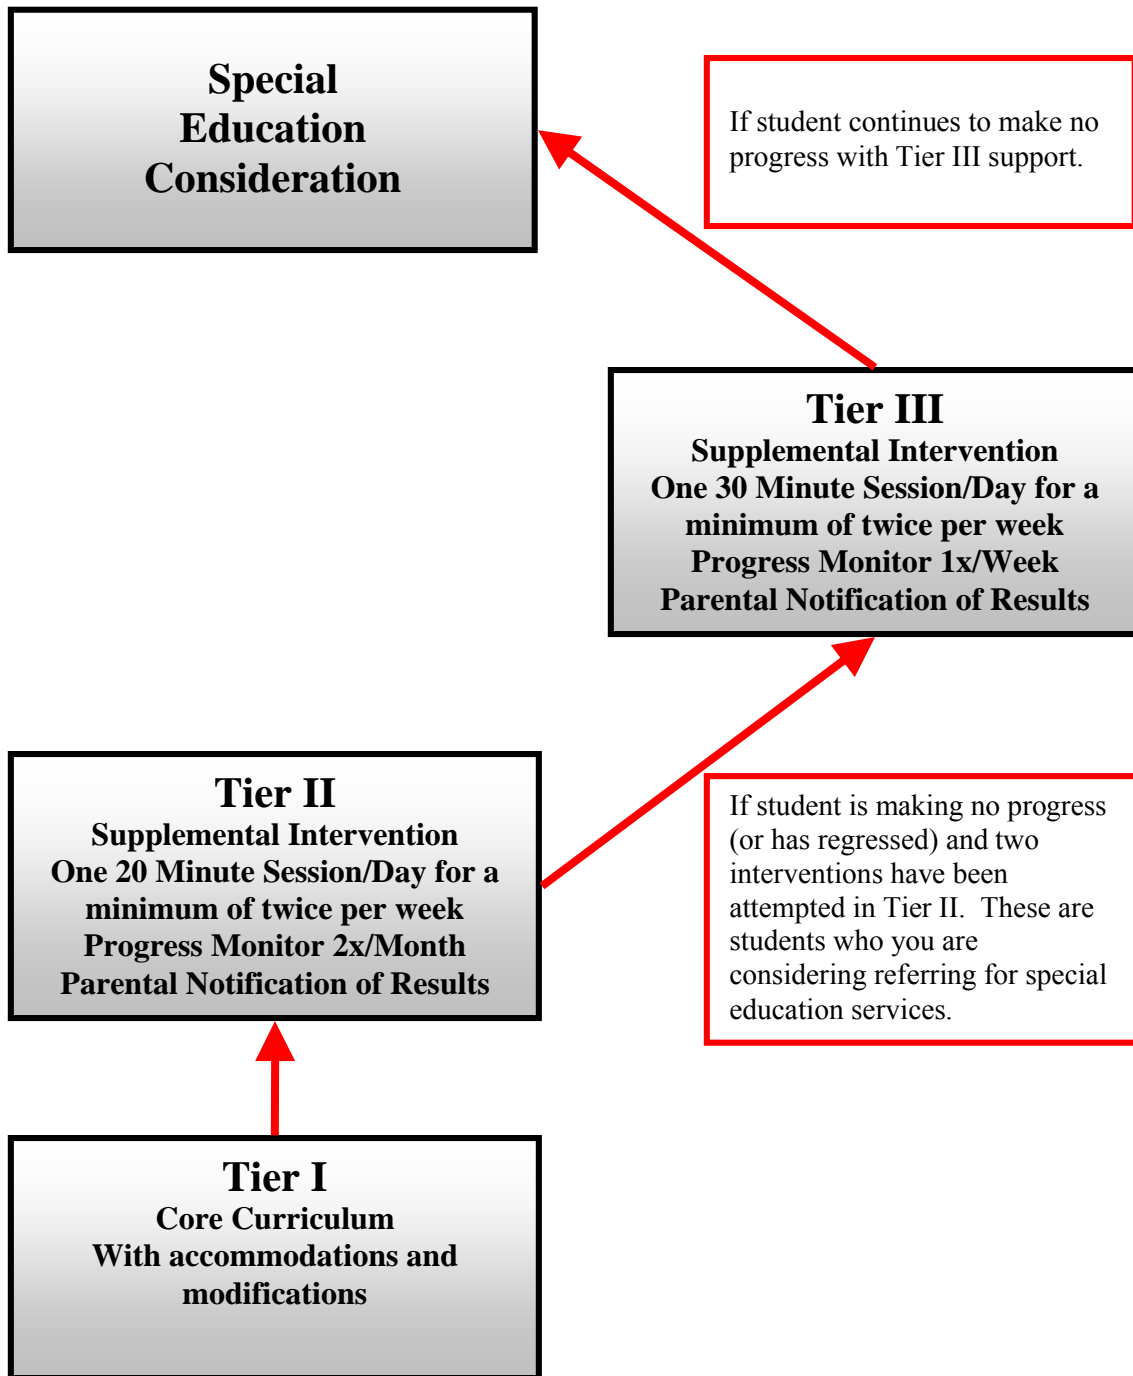 Special
Education
Consideration
If student continues to make no
progress with Tier III support.
Tier III
Supplemental Intervention
One 30 Minute Session/Day for a
minimum of twice per week
Progress Monitor 1x/Week
Parental Notification of Results
Tier II
Supplemental Intervention
One 20 Minute Session/Day for a
minimum of twice per week
Progress Monitor 2x/Month
Parental Notification of Results
If student is making no progress
(or has regressed) and two
interventions have been
attempted in Tier II.  These are
students who you are
considering referring for special
education services.
Tier I
Core Curriculum
With accommodations and
modifications